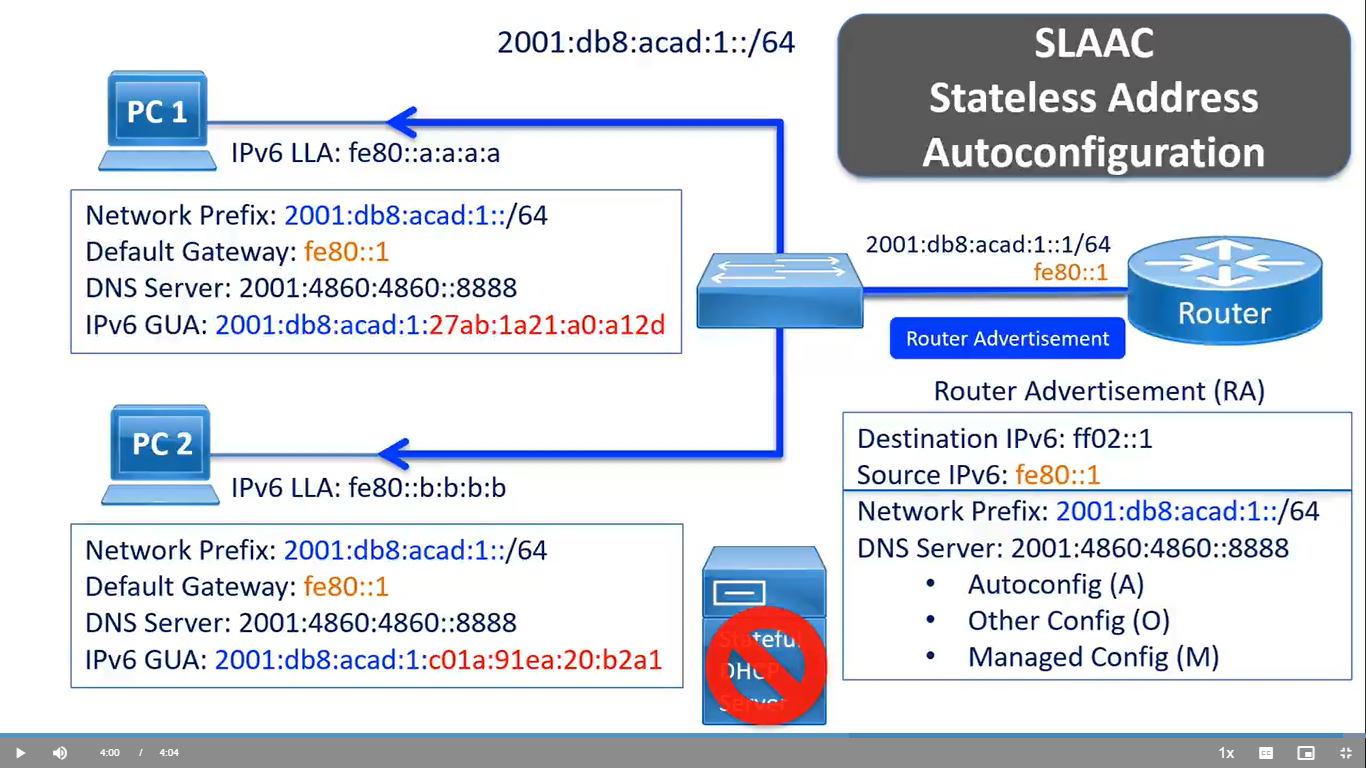 2001:db8:acad:1::/64
SLAAC
Stateless Address
Autoconfiguration
PC 1
IPv6 LLA: fe80::a:a:a:a
Network Prefix: 2001:db8:acad:1::/64
Default Gateway: fe80::1
DNS Server: 2001:4860:4860::8888
IPv6 GUA: 2001:db8:acad:1:27ab:1a21:a0:a12d
2001:db8:acad:1::1/64
fe80::1
Router
Router Advertisement
PC 2
IPv6 LLA: fe80::b:b:b:b
Network Prefix: 2001:db8:acad:1::/64
Default Gateway: fe80::1
DNS Server: 2001:4860:4860::8888
IPv6 GUA: 2001:db8:acad:1:c01a:91ea:20:b2a1
Stateful
DHCP
Server
Router Advertisement (RA)
Destination IPv6: ff02::1
Source IPv6: fe80::1
Network Prefix: 2001:db8:acad:1::/64
DNS Server: 2001:4860:4860::8888
• Autoconfig (A)
• Other Config (O)
• Managed Config (M)
4:00 / 4:04
1x
CC